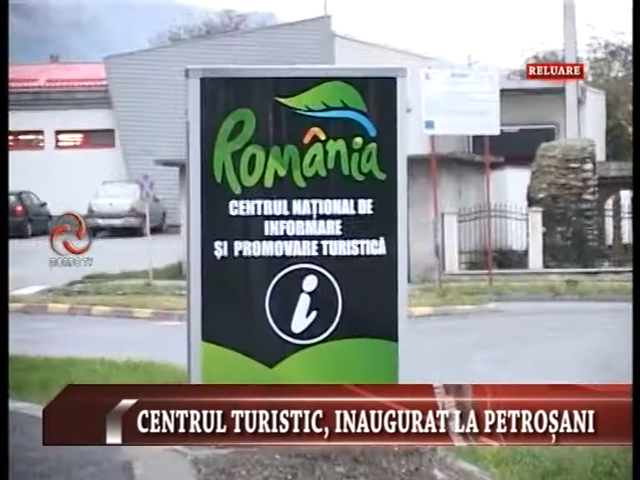 RELUARE
România
CENTRUL NAȚIONAL DE
INFORMARE
ȘI PROMOVARE TURISTICĂ
i
CENTRUL TURISTIC, INAUGURAT LA PETROȘANI